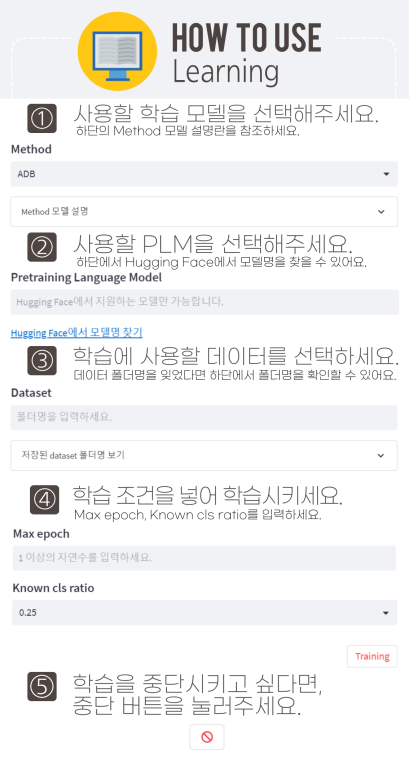 HOW TO USE
Learning
① 사용할 학습 모델을 선택해주세요.
하단의 Method 모델 설명란을 참조하세요.
Method
ADB
Method 모델 설명
② 사용할 PLM을 선택해주세요.
하단에서 Hugging Face에서 모델명을 찾을 수 있어요.
Pretraining Language Model
Hugging Face에서 지원하는 모델만 가능합니다.
Hugging Face에서 모델명 찾기
③ 학습에 사용할 데이터를 선택하세요.
데이터 폴더명을 잊었다면 하단에서 폴더명을 확인할 수 있어요.
Dataset
폴더명을 입력하세요.
저장된 dataset 폴더명 보기
④ 학습 조건을 넣어 학습시키세요.
Max epoch, Known cls ratio를 입력하세요.
Max epoch
1 이상의 자연수를 입력하세요.
Known cls ratio
0.25
Training
⑤ 학습을 중단시키고 싶다면,
중단 버튼을 눌러주세요.